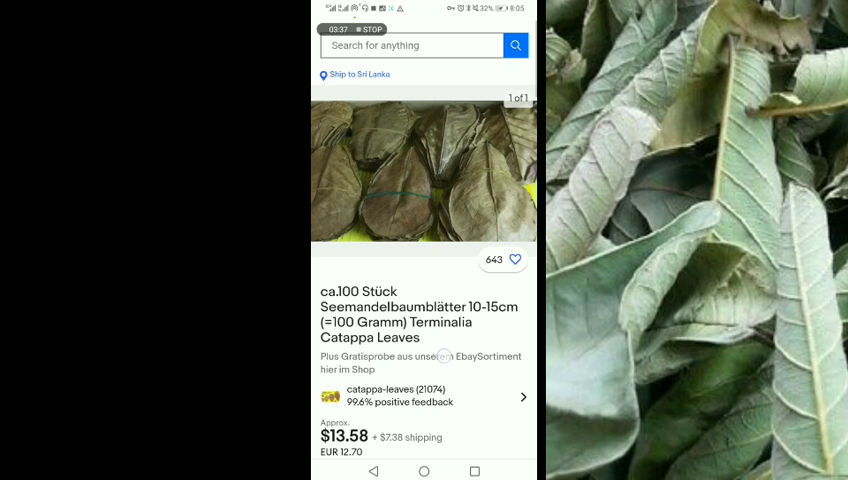 32% 8:05
03:37 STOP
Search for anything
Ship to Sri Lanka
1 of 1
643
ca.100 Stück
Seemandelbaumblätter 10-15cm
(=100 Gramm) Terminalia
Catappa Leaves
Plus Gratisprobe aus unserem EbaySortiment
hier im Shop
catappa-leaves (21074)
99.6% positive feedback
Approx.
$13.58 + $7.38 shipping
EUR 12.70